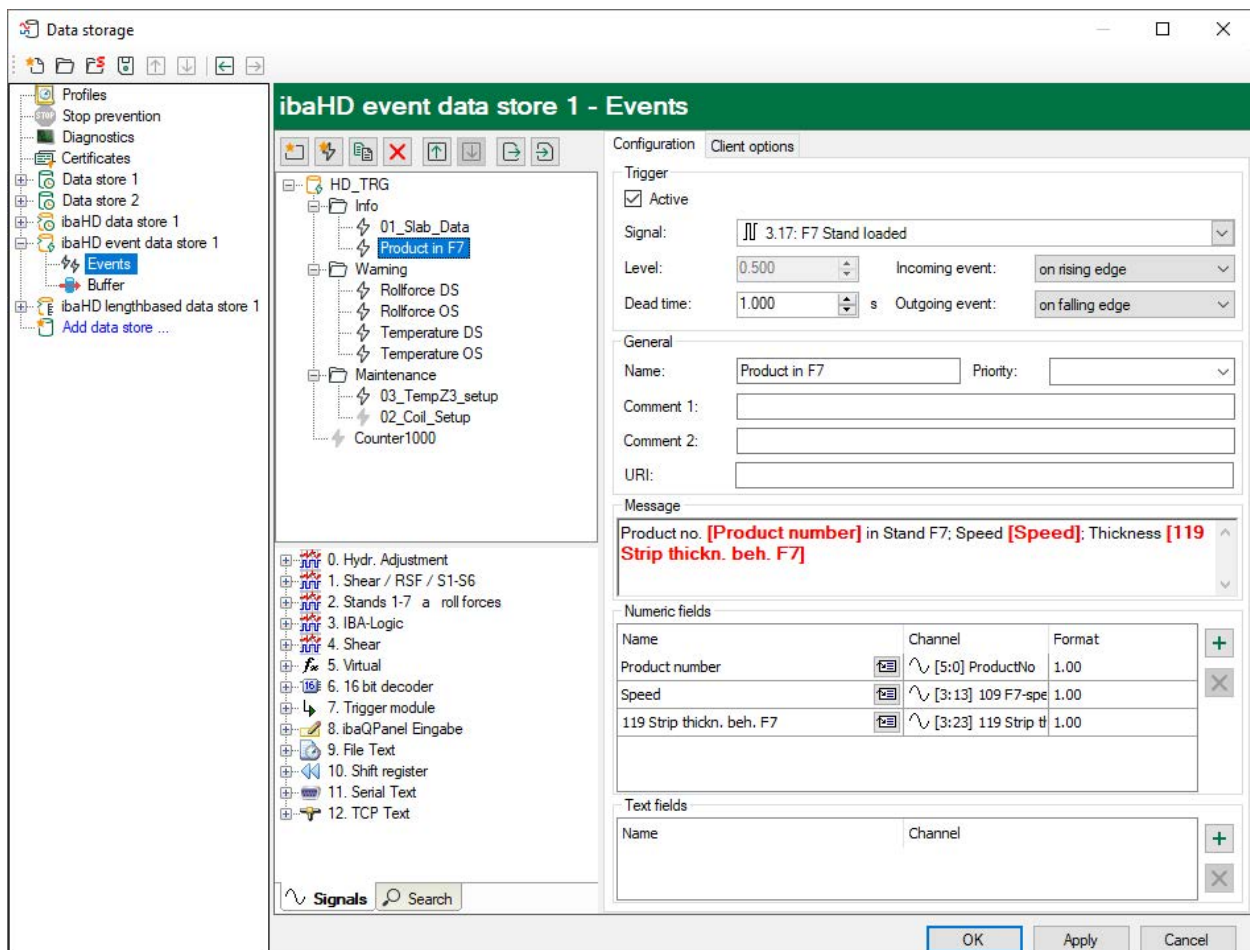 Data storage
Profiles
Stop prevention
Diagnostics
Certificates
Data store 1
Data store 2
ibaHD data store 1
ibaHD event data store 1
Events
Buffer
ibaHD lengthbased data store 1
Add data store ...
ibaHD event data store 1 - Events
HD_TRG
Info
01_Slab_Data
Product in F7
Warning
Rollforce DS
Rollforce OS
Temperature DS
Temperature OS
Maintenance
03_TempZ3_setup
02_Coil_Setup
Counter1000
0. Hydr. Adjustment
1. Shear / RSF / S1-S6
2. Stands 1-7 a roll forces
3. IBA-Logic
4. Shear
5. Virtual
6. 16 bit decoder
7. Trigger module
8. ibaQPanel Eingabe
9. File Text
10. Shift register
11. Serial Text
12. TCP Text
Signals Search
Configuration Client options
Trigger
Active
Signal: 3.17: F7 Stand loaded
Level: 0.500 Incoming event: on rising edge
Dead time: 1.000 s Outgoing event: on falling edge
General
Name: Product in F7 Priority:
Comment 1:
Comment 2:
URI:
Message
Product no. [Product number] in Stand F7; Speed [Speed]; Thickness [119
Strip thickn. beh. F7]
Numeric fields
Name Channel Format
Product number [5:0] ProductNo 1.00
Speed [3:13] 109 F7-spe 1.00
119 Strip thickn. beh. F7 [3:23] 119 Strip th 1.00
Text fields
Name Channel
OK Apply Cancel